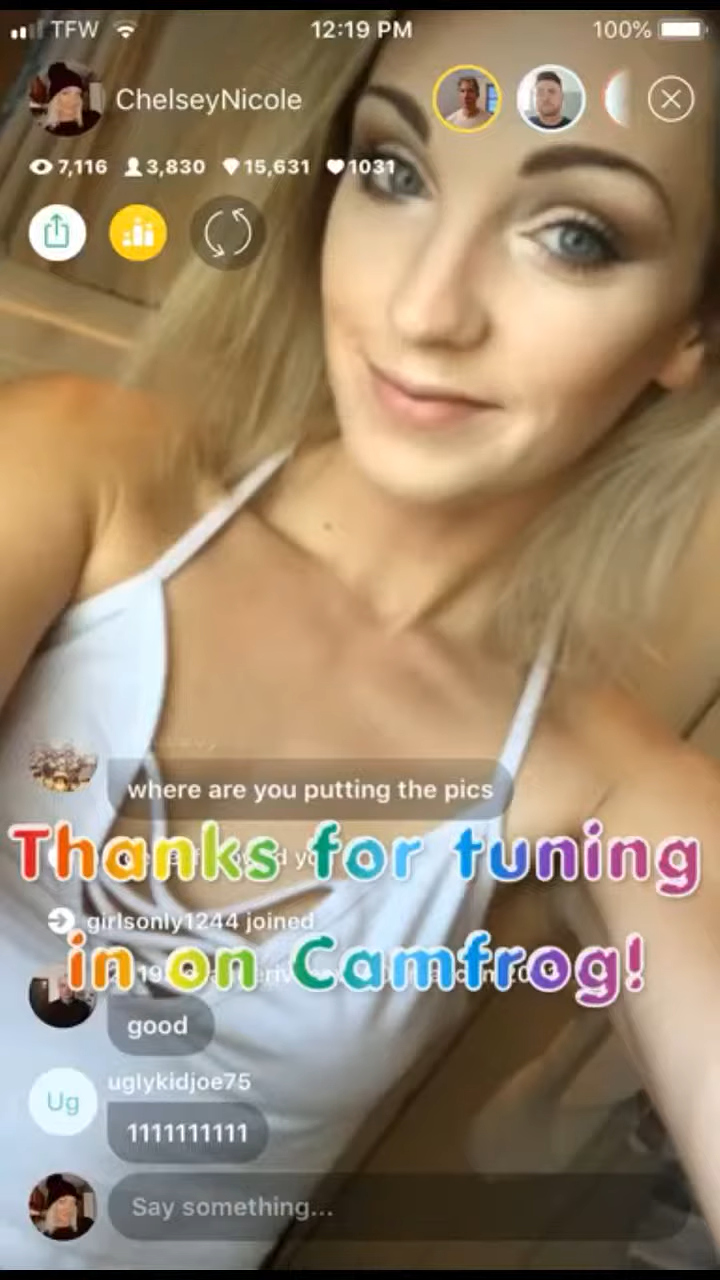 TFW 12:19 PM 100%
ChelseyNicole
7,116 3,830 15,631 1031
where are you putting the pics
Thanks for tuning
girlsonly1244 joined
in on Camfrog!
good
uglykidjoe75
Ug
1111111111
Say something...